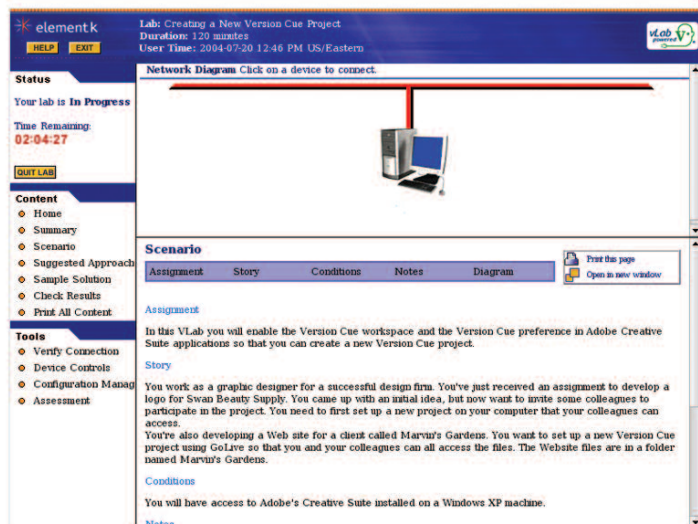 elementk
HELP EXIT
Lab: Creating a New Version Cue Project
Duration: 120 minutes
User Time: 2004-07-20 12:46 PM US/Eastern
vLab
powered
Status
Your lab is In Progress
Time Remaining:
02:04:27
QUIT LAB
Content
Home
Summary
Scenario
Suggested Approach
Sample Solution
Check Results
Print All Content
Tools
Verify Connection
Device Controls
Configuration Manag
Assessment
Network Diagram Click on a device to connect.
Scenario
Assignment Story Conditions Notes Diagram
Print this page
Open in new window
Assignment
In this VLab you will enable the Version Cue workspace and the Version Cue preference in Adobe Creative
Suite applications so that you can create a new Version Cue project.
Story
You work as a graphic designer for a successful design firm. You've just received an assignment to develop a
logo for Swan Beauty Supply. You came up with an initial idea, but now want to invite some colleagues to
participate in the project. You need to first set up a new project on your computer that your colleagues can
access.
You're also developing a Web site for a client called Marvin's Gardens. You want to set up a new Version Cue
project using GoLive so that you and your colleagues can all access the files. The Website files are in a folder
named Marvin's Gardens.
Conditions
You will have access to Adobe's Creative Suite installed on a Windows XP machine.
Notes